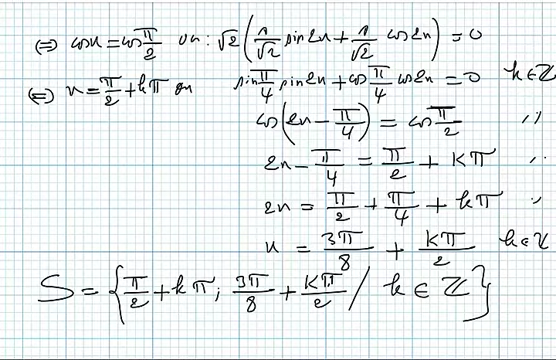 ⇔ cos x = cos π/2 ou : √2 (1/√2 sin 2x + 1/√2 cos 2x) = 0
⇔ x = π/2 + kπ ou sin π/4 sin 2x + cos π/4 cos 2x = 0 k ∈ ℤ
cos(2x − π/4) = cos π/2 ,,
2x − π/4 = π/2 + kπ ,,
2x = π/2 + π/4 + kπ ,,
x = 3π/8 + kπ/2 k ∈ ℤ
S = { π/2 + kπ ; 3π/8 + kπ/2 / k ∈ ℤ }